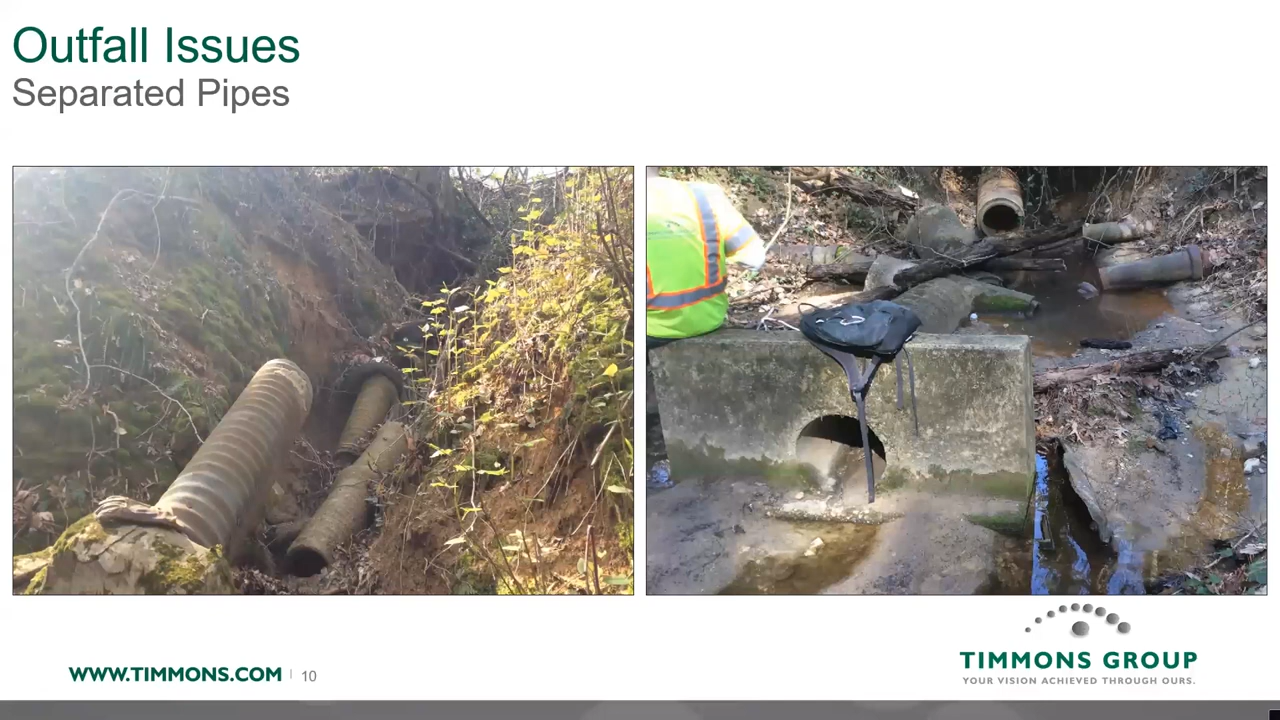 Outfall Issues
Separated Pipes
WWW.TIMMONS.COM | 10
TIMMONS GROUP
YOUR VISION ACHIEVED THROUGH OURS.